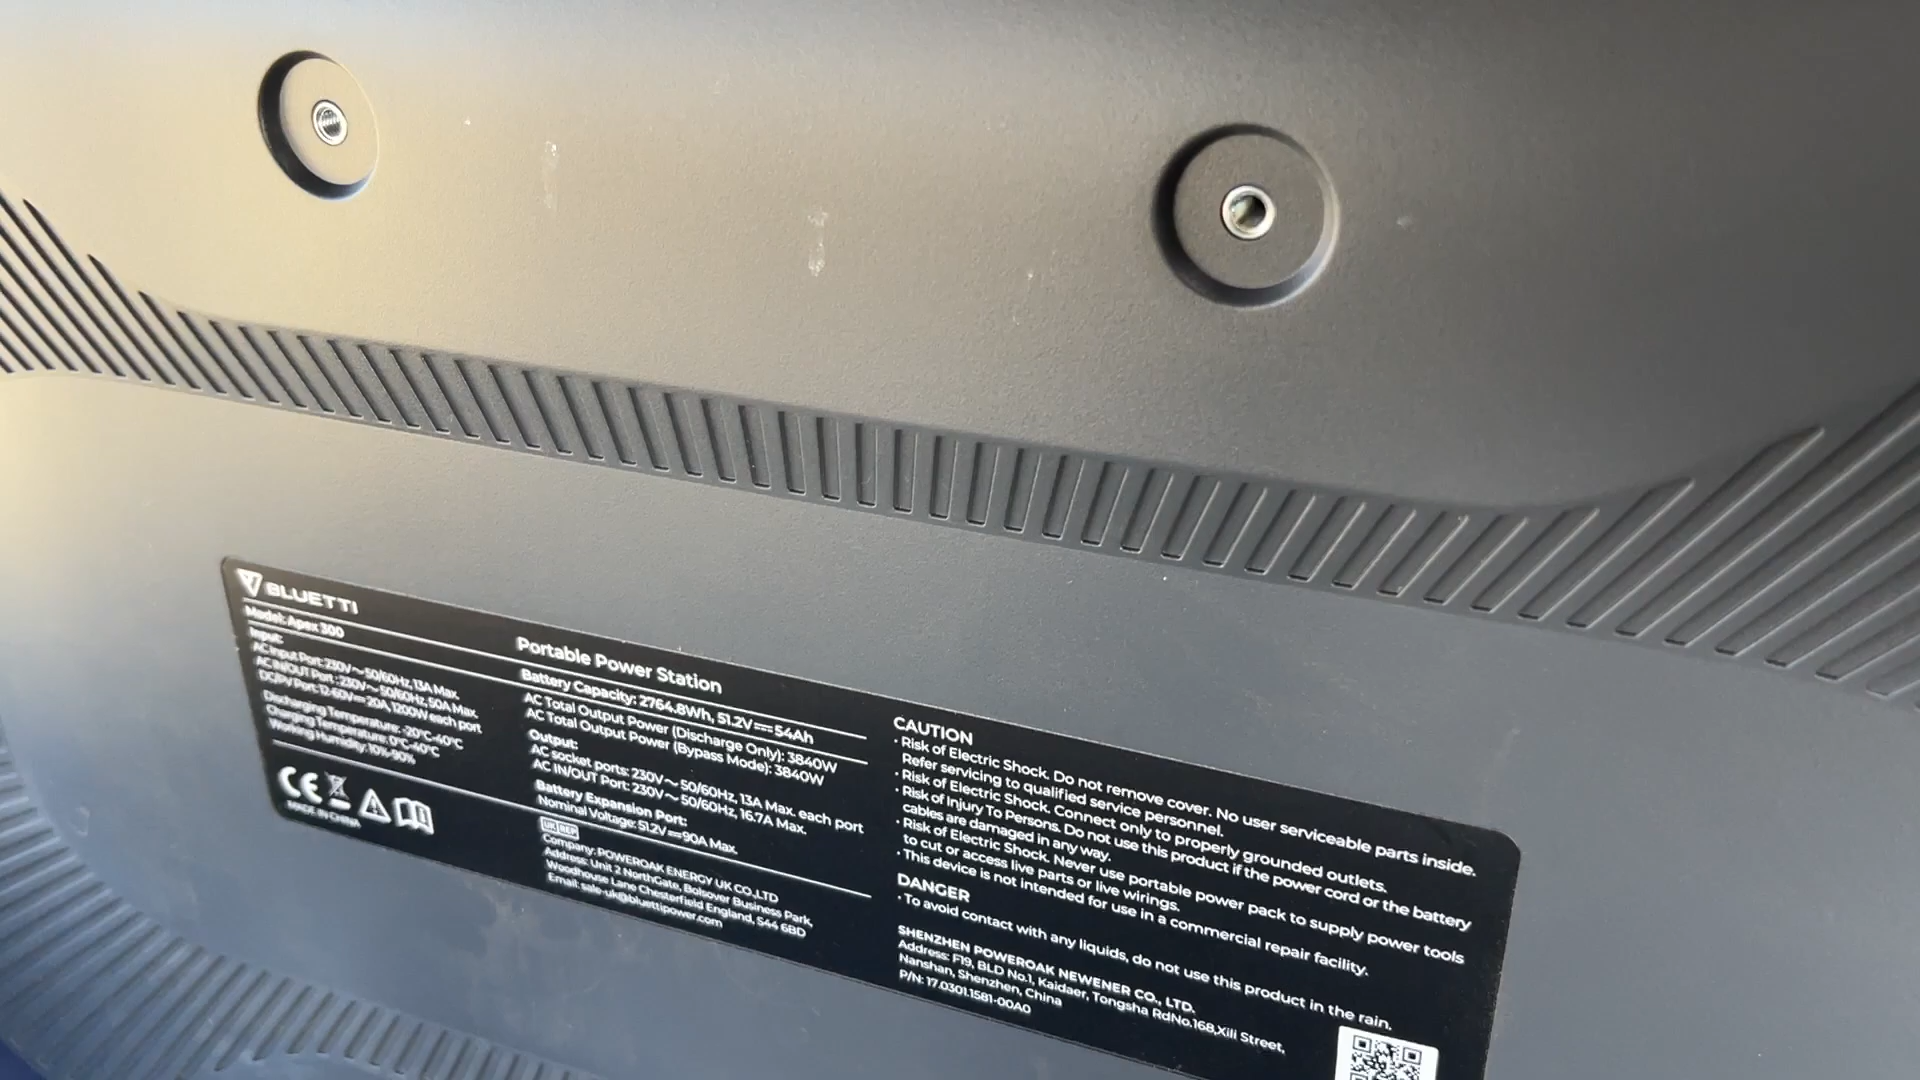 BLUETTI
Model: Apex 300
Portable Power Station
Input:
AC Input Port: 230V~50/60Hz, 13A Max.
AC IN/OUT Port: 230V~50/60Hz, 50A Max.
DC/PV Port: 12-60V⎓20A, 1200W each port
Discharging Temperature: -20°C-40°C
Charging Temperature: 0°C-40°C
Working Humidity: 10%-90%
CE
MADE IN CHINA
Battery Capacity: 2764.8Wh, 51.2V⎓54Ah
AC Total Output Power (Discharge Only): 3840W
AC Total Output Power (Bypass Mode): 3840W
Output:
AC socket ports: 230V~50/60Hz, 13A Max. each port
AC IN/OUT Port: 230V~50/60Hz, 16.7A Max.
Battery Expansion Port:
Nominal Voltage: 51.2V⎓90A Max.
UK REP
Company: POWEROAK ENERGY UK CO.,LTD
Address: Unit 2 NorthGate, Bolsover Business Park,
Woodhouse Lane Chesterfield England, S44 6BD
Email: sale-uk@bluettipower.com
CAUTION
· Risk of Electric Shock. Do not remove cover. No user serviceable parts inside.
Refer servicing to qualified service personnel.
· Risk of Electric Shock. Connect only to properly grounded outlets.
· Risk of Injury To Persons. Do not use this product if the power cord or the battery
cables are damaged in any way.
· Risk of Electric Shock. Never use portable power pack to supply power tools
to cut or access live parts or live wirings.
· This device is not intended for use in a commercial repair facility.
DANGER
· To avoid contact with any liquids, do not use this product in the rain.
SHENZHEN POWEROAK NEWENER CO., LTD.
Address: F19, BLD No.1, Kaidaer, Tongsha RdNo.168,Xili Street,
Nanshan, Shenzhen, China
P/N: 17.0301.1581-00A0